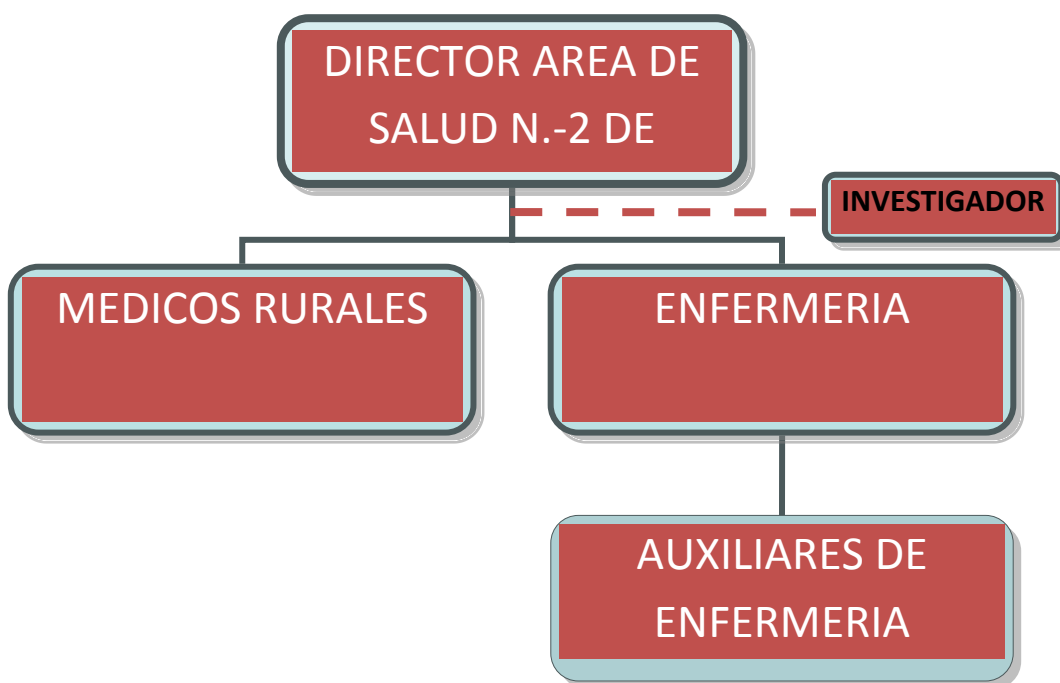 DIRECTOR AREA DE
SALUD N.-2 DE
INVESTIGADOR
MEDICOS RURALES
ENFERMERIA
AUXILIARES DE
ENFERMERIA